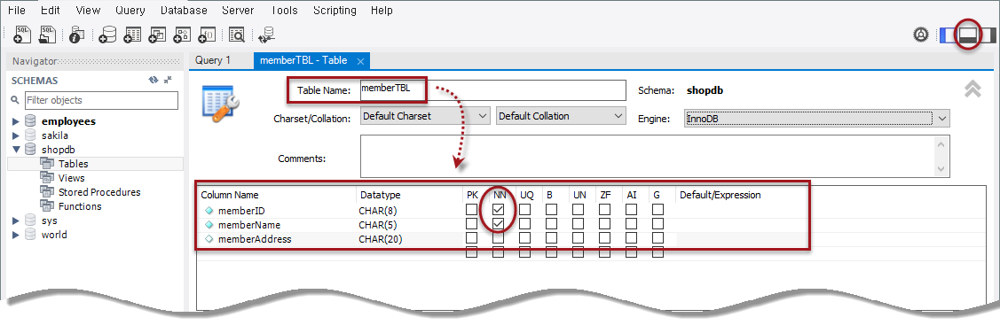 File Edit View Query Database Server Tools Scripting Help
SQL SQL
Navigator
Query 1 memberTBL - Table ×
SCHEMAS
Filter objects
employees
sakila
shopdb
Tables
Views
Stored Procedures
Functions
sys
world
Table Name: memberTBL Schema: shopdb
Charset/Collation: Default Charset Default Collation Engine: InnoDB
Comments:
Column Name Datatype PK NN UQ B UN ZF AI G Default/Expression
memberID CHAR(8)
memberName CHAR(5)
memberAddress CHAR(20)